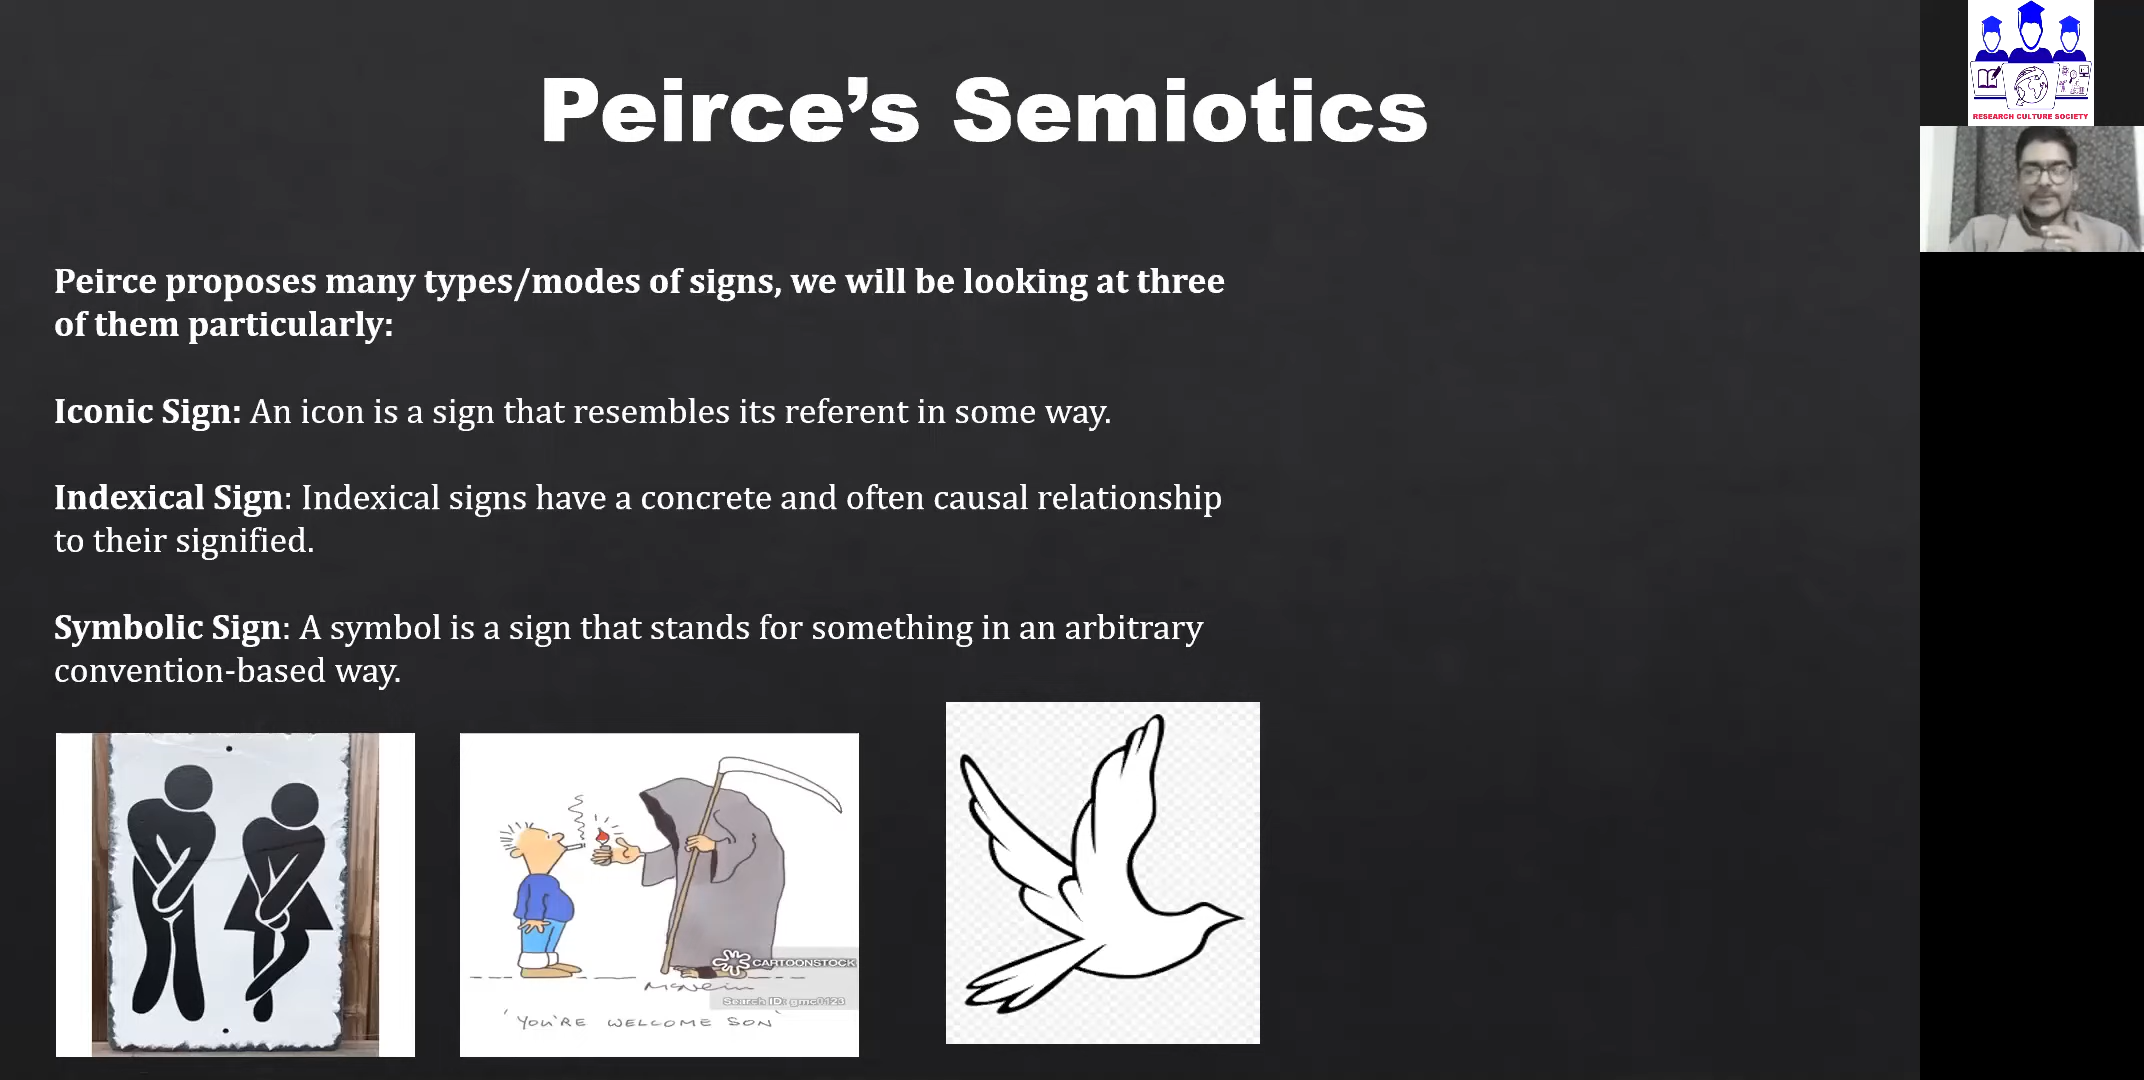 Peirce’s Semiotics
RESEARCH CULTURE SOCIETY
Peirce proposes many types/modes of signs, we will be looking at three
of them particularly:
Iconic Sign: An icon is a sign that resembles its referent in some way.
Indexical Sign: Indexical signs have a concrete and often causal relationship
to their signified.
Symbolic Sign: A symbol is a sign that stands for something in an arbitrary
convention-based way.
CARTOONSTOCK
Search ID: gmc0123
'YOU'RE WELCOME SON'